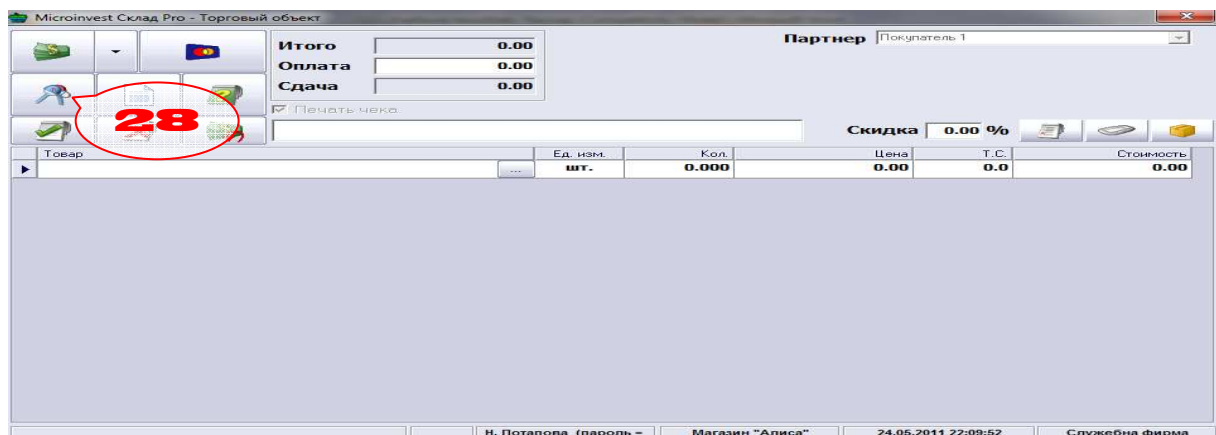 Microinvest Склад Pro - Торговый объект
Итого 0.00
Партнер Покупатель 1
Оплата 0.00
Сдача 0.00
Печать чека
28
Скидка 0.00 %
Товар Ед. изм. Кол. Цена Т.С. Стоимость
... шт. 0.000 0.00 0.0 0.00
Н. Потапова (пароль - Магазин "Алиса" 24.05.2011 22:09:52 Служебна фирма